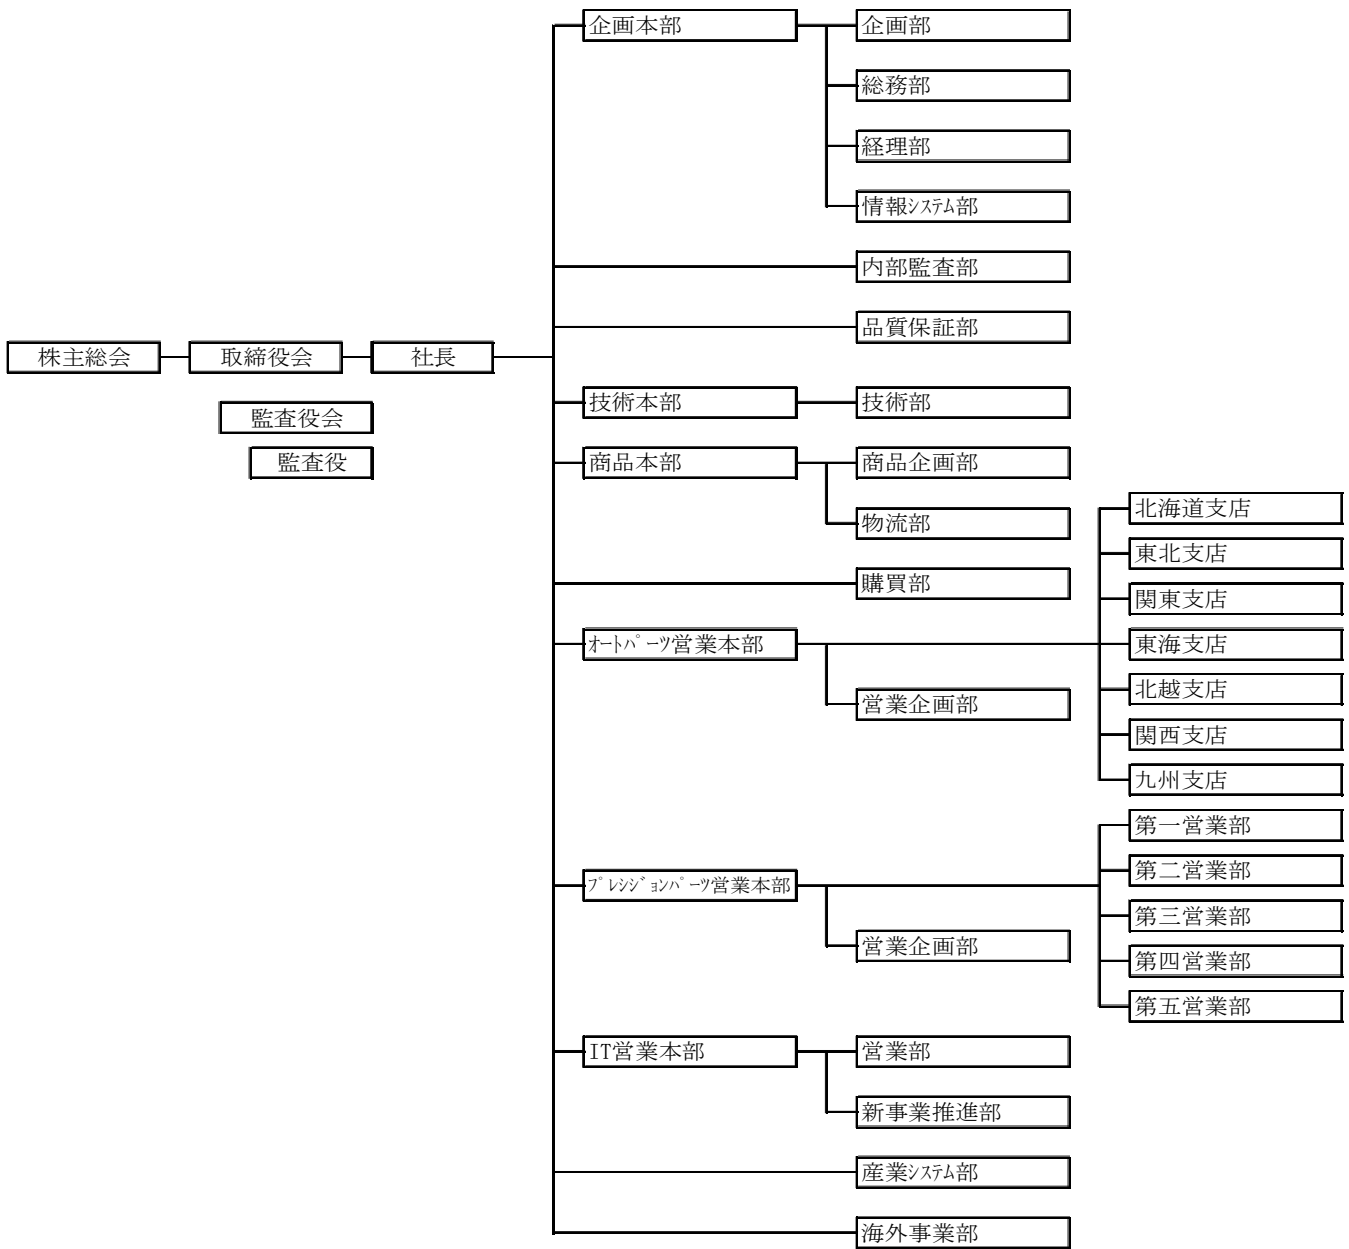 企画本部
企画部
総務部
経理部
情報ｼｽﾃﾑ部
内部監査部
品質保証部
株主総会
取締役会
社長
監査役会
監査役
技術本部
技術部
商品本部
商品企画部
物流部
購買部
ｵｰﾄﾊﾟｰﾂ営業本部
営業企画部
北海道支店
東北支店
関東支店
東海支店
北越支店
関西支店
九州支店
ﾌﾟﾚｼｼﾞｮﾝﾊﾟｰﾂ営業本部
営業企画部
第一営業部
第二営業部
第三営業部
第四営業部
第五営業部
IT営業本部
営業部
新事業推進部
産業ｼｽﾃﾑ部
海外事業部